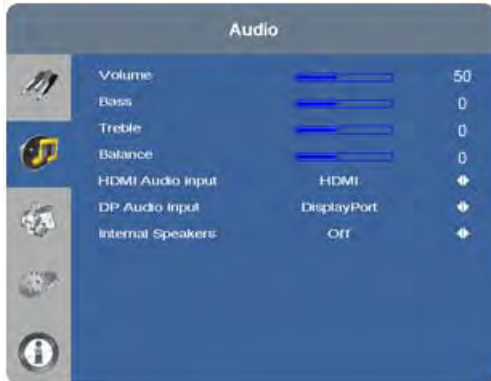 Audio
Volume 50
Bass 0
Treble 0
Balance 0
HDMI Audio input HDMI
DP Audio Input DisplayPort
Internal Speakers Off